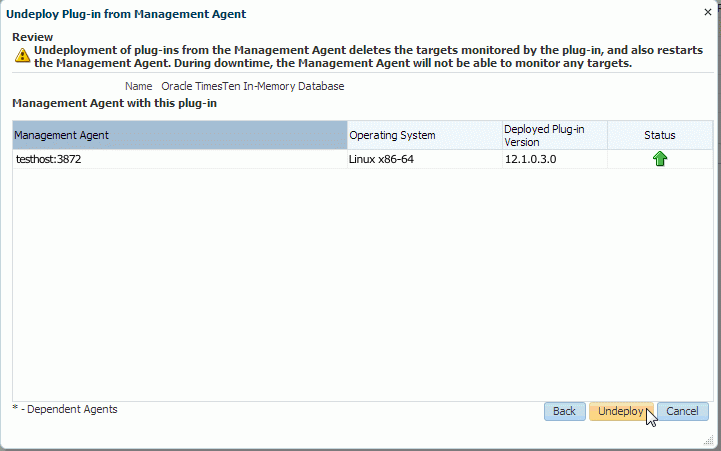 Undeploy Plug-in from Management Agent
Review
Undeployment of plug-ins from the Management Agent deletes the targets monitored by the plug-in, and also restarts
the Management Agent. During downtime, the Management Agent will not be able to monitor any targets.
Name Oracle TimesTen In-Memory Database
Management Agent with this plug-in
Management Agent Operating System Deployed Plug-in Version Status
testhost:3872 Linux x86-64 12.1.0.3.0
* - Dependent Agents
Back Undeploy Cancel